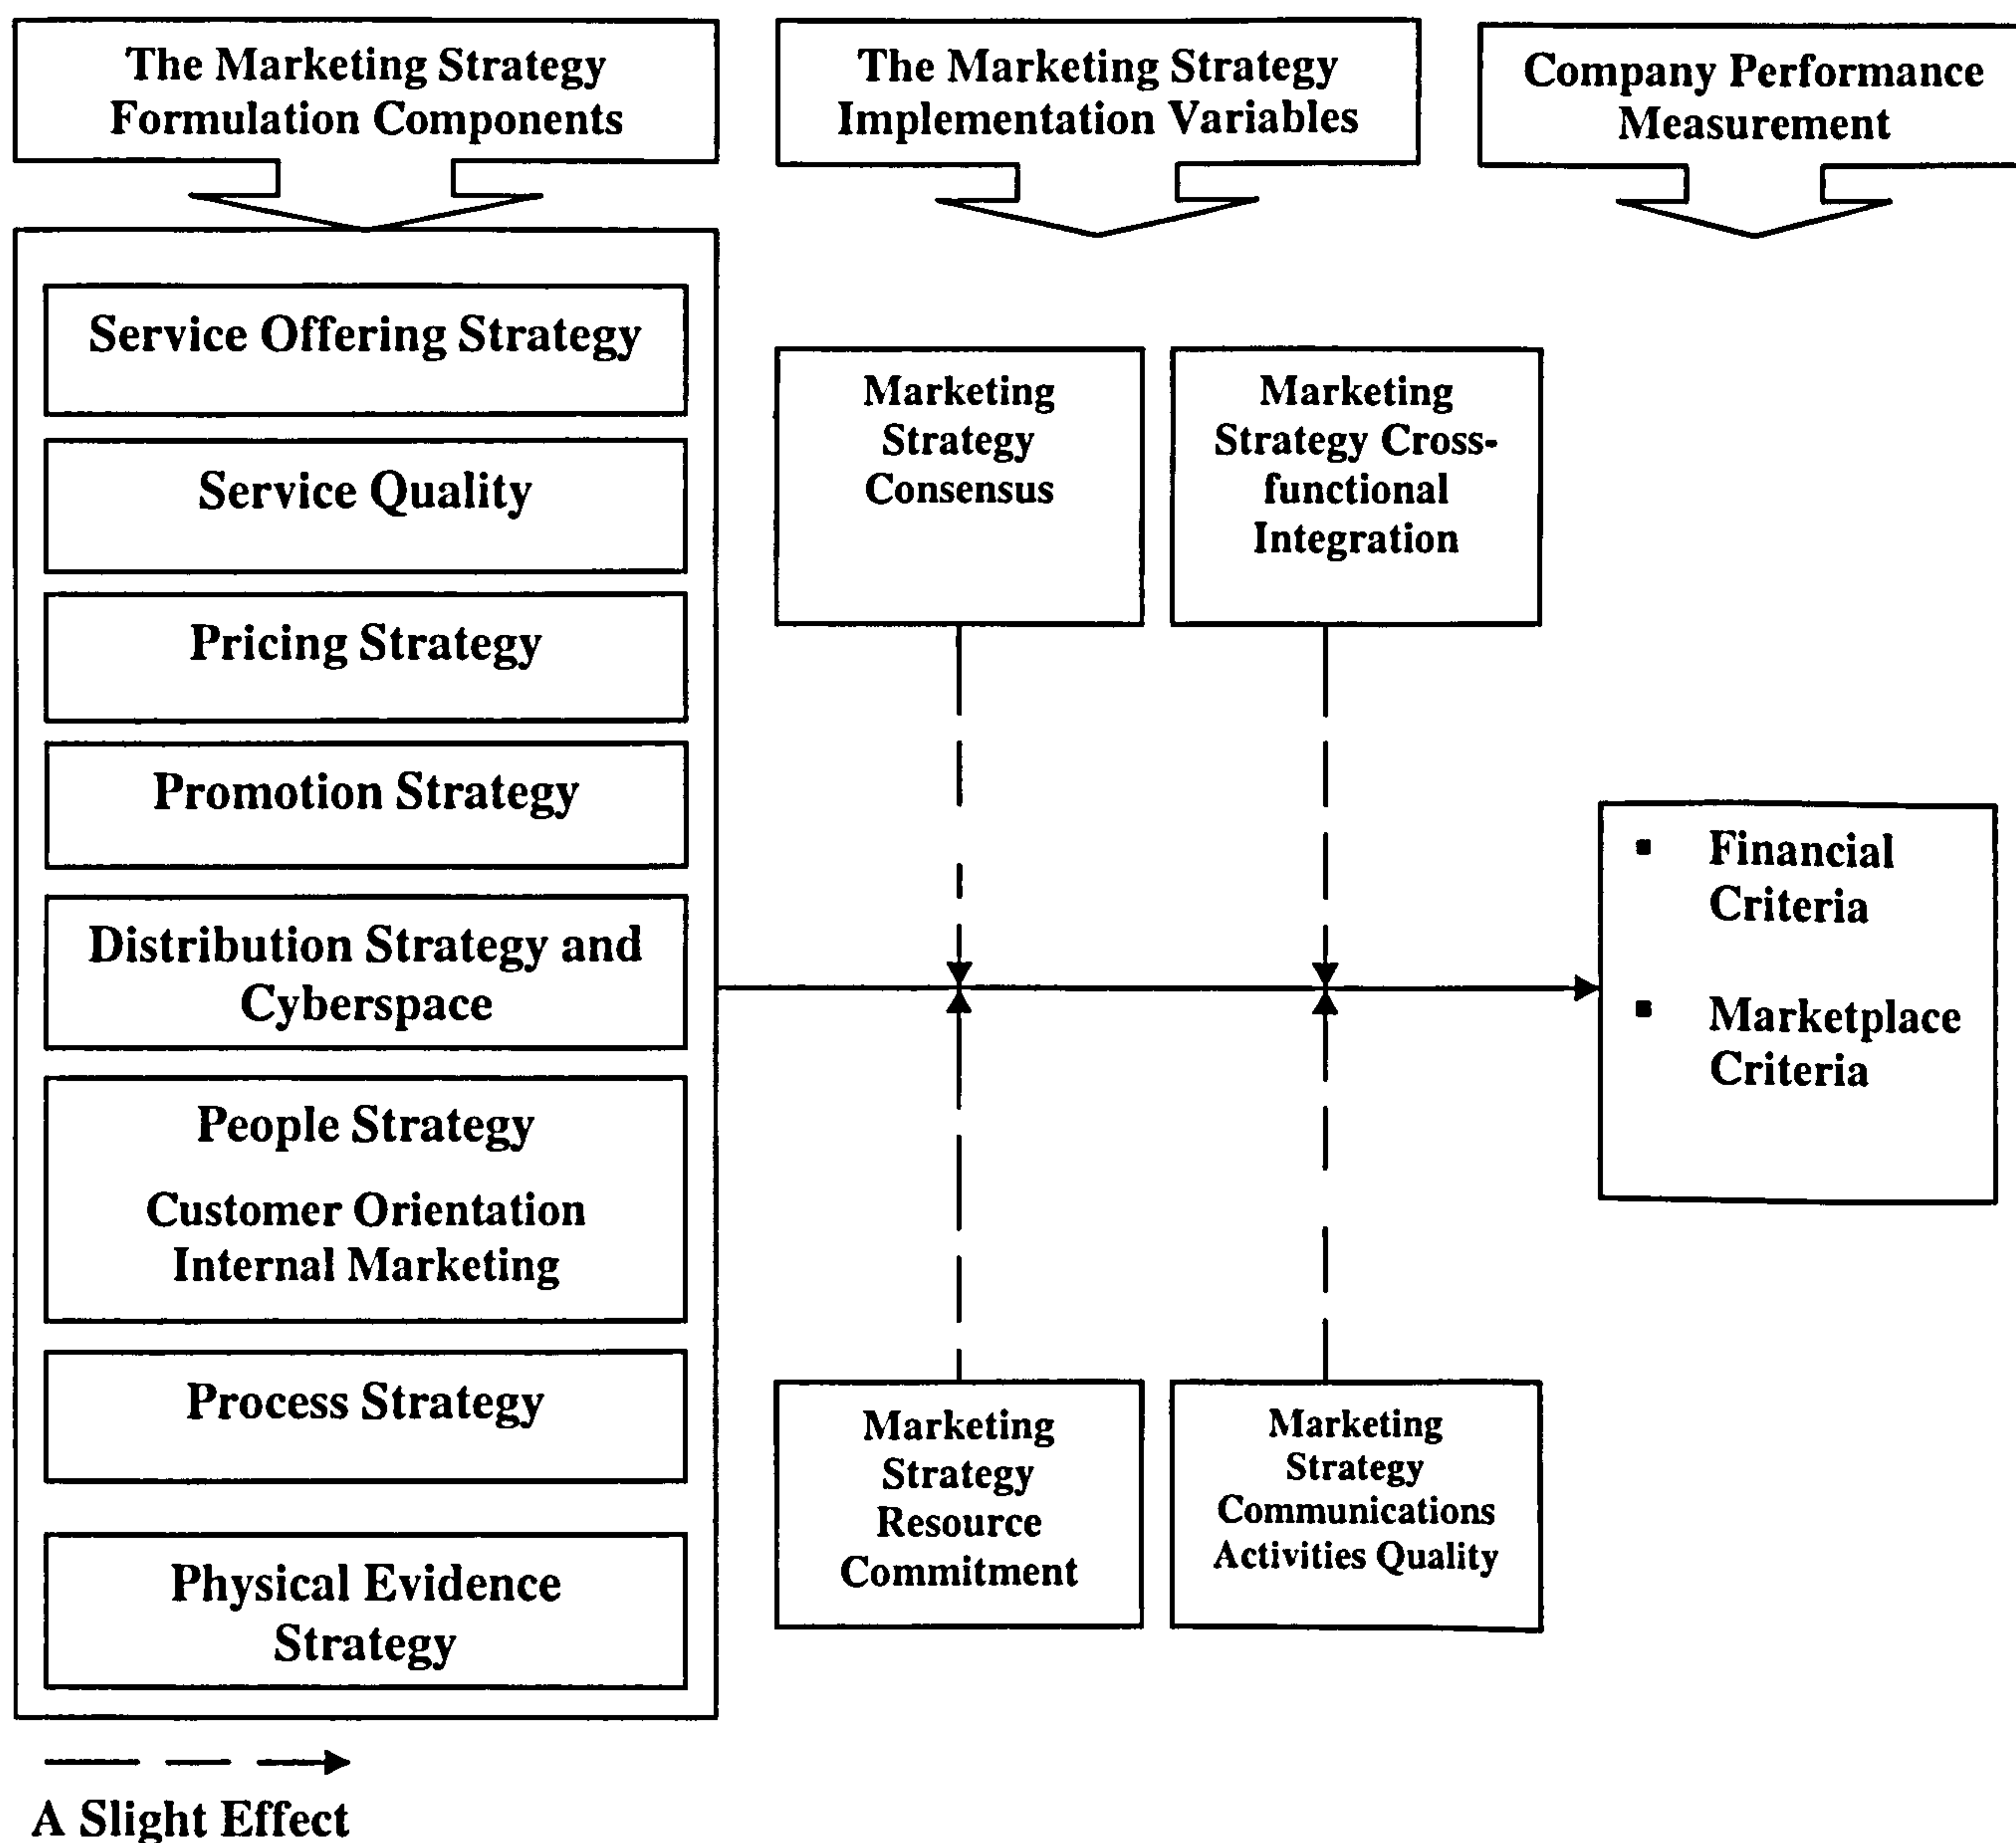 The Marketing Strategy
Formulation Components
The Marketing Strategy
Implementation Variables
Company Performance
Measurement
Service Offering Strategy
Service Quality
Pricing Strategy
Promotion Strategy
Distribution Strategy and
Cyberspace
People Strategy
Customer Orientation
Internal Marketing
Process Strategy
Physical Evidence
Strategy
Marketing
Strategy
Consensus
Marketing
Strategy Cross-
functional
Integration
Marketing
Strategy
Resource
Commitment
Marketing
Strategy
Communications
Activities Quality
▪ Financial
Criteria
▪ Marketplace
Criteria
A Slight Effect